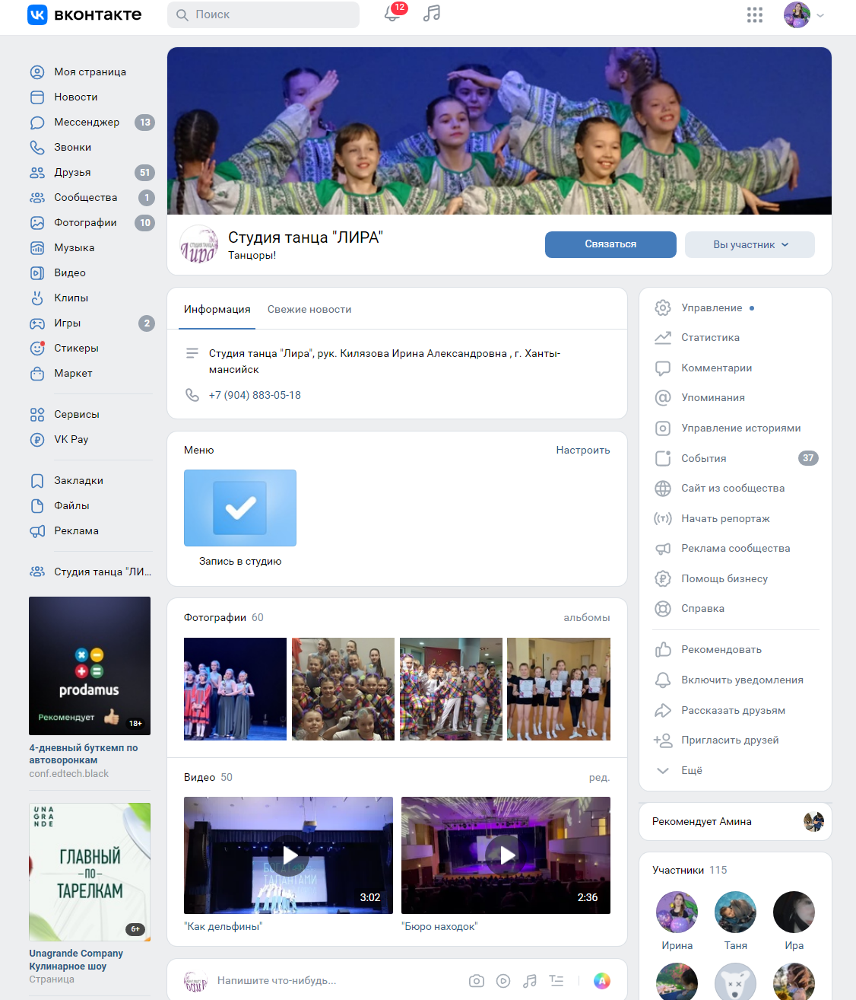 вконтакте
Поиск
12
Моя страница
Новости
Мессенджер 13
Звонки
Друзья 51
Сообщества 1
Фотографии 10
Музыка
Видео
Клипы
Игры 2
Стикеры
Маркет
Сервисы
VK Pay
Закладки
Файлы
Реклама
Студия танца "ЛИ...
prodamus
Рекомендует
18+
4-дневный буткемп по
автоворонкам
conf.edtech.black
UNA
GRA
NDE
ГЛАВНЫЙ
–ПО–
ТАРЕЛКАМ
6+
Unagrande Company
Кулинарное шоу
Страница
СТУДИЯ ТАНЦА
Лира
Студия танца "ЛИРА"
Танцоры!
Связаться
Вы участник
Информация
Свежие новости
Студия танца "Лира", рук. Килязова Ирина Александровна , г. Ханты-
мансийск
+7 (904) 883-05-18
Меню
Настроить
Запись в студию
Фотографии 60
альбомы
Видео 50
ред.
3:02
2:36
"Как дельфины"
"Бюро находок"
Напишите что-нибудь...
A
Управление
Статистика
Комментарии
Упоминания
Управление историями
События 37
Сайт из сообщества
Начать репортаж
Реклама сообщества
Помощь бизнесу
Справка
Рекомендовать
Включить уведомления
Рассказать друзьям
Пригласить друзей
Ещё
Рекомендует Амина
Участники 115
Ирина
Таня
Ира